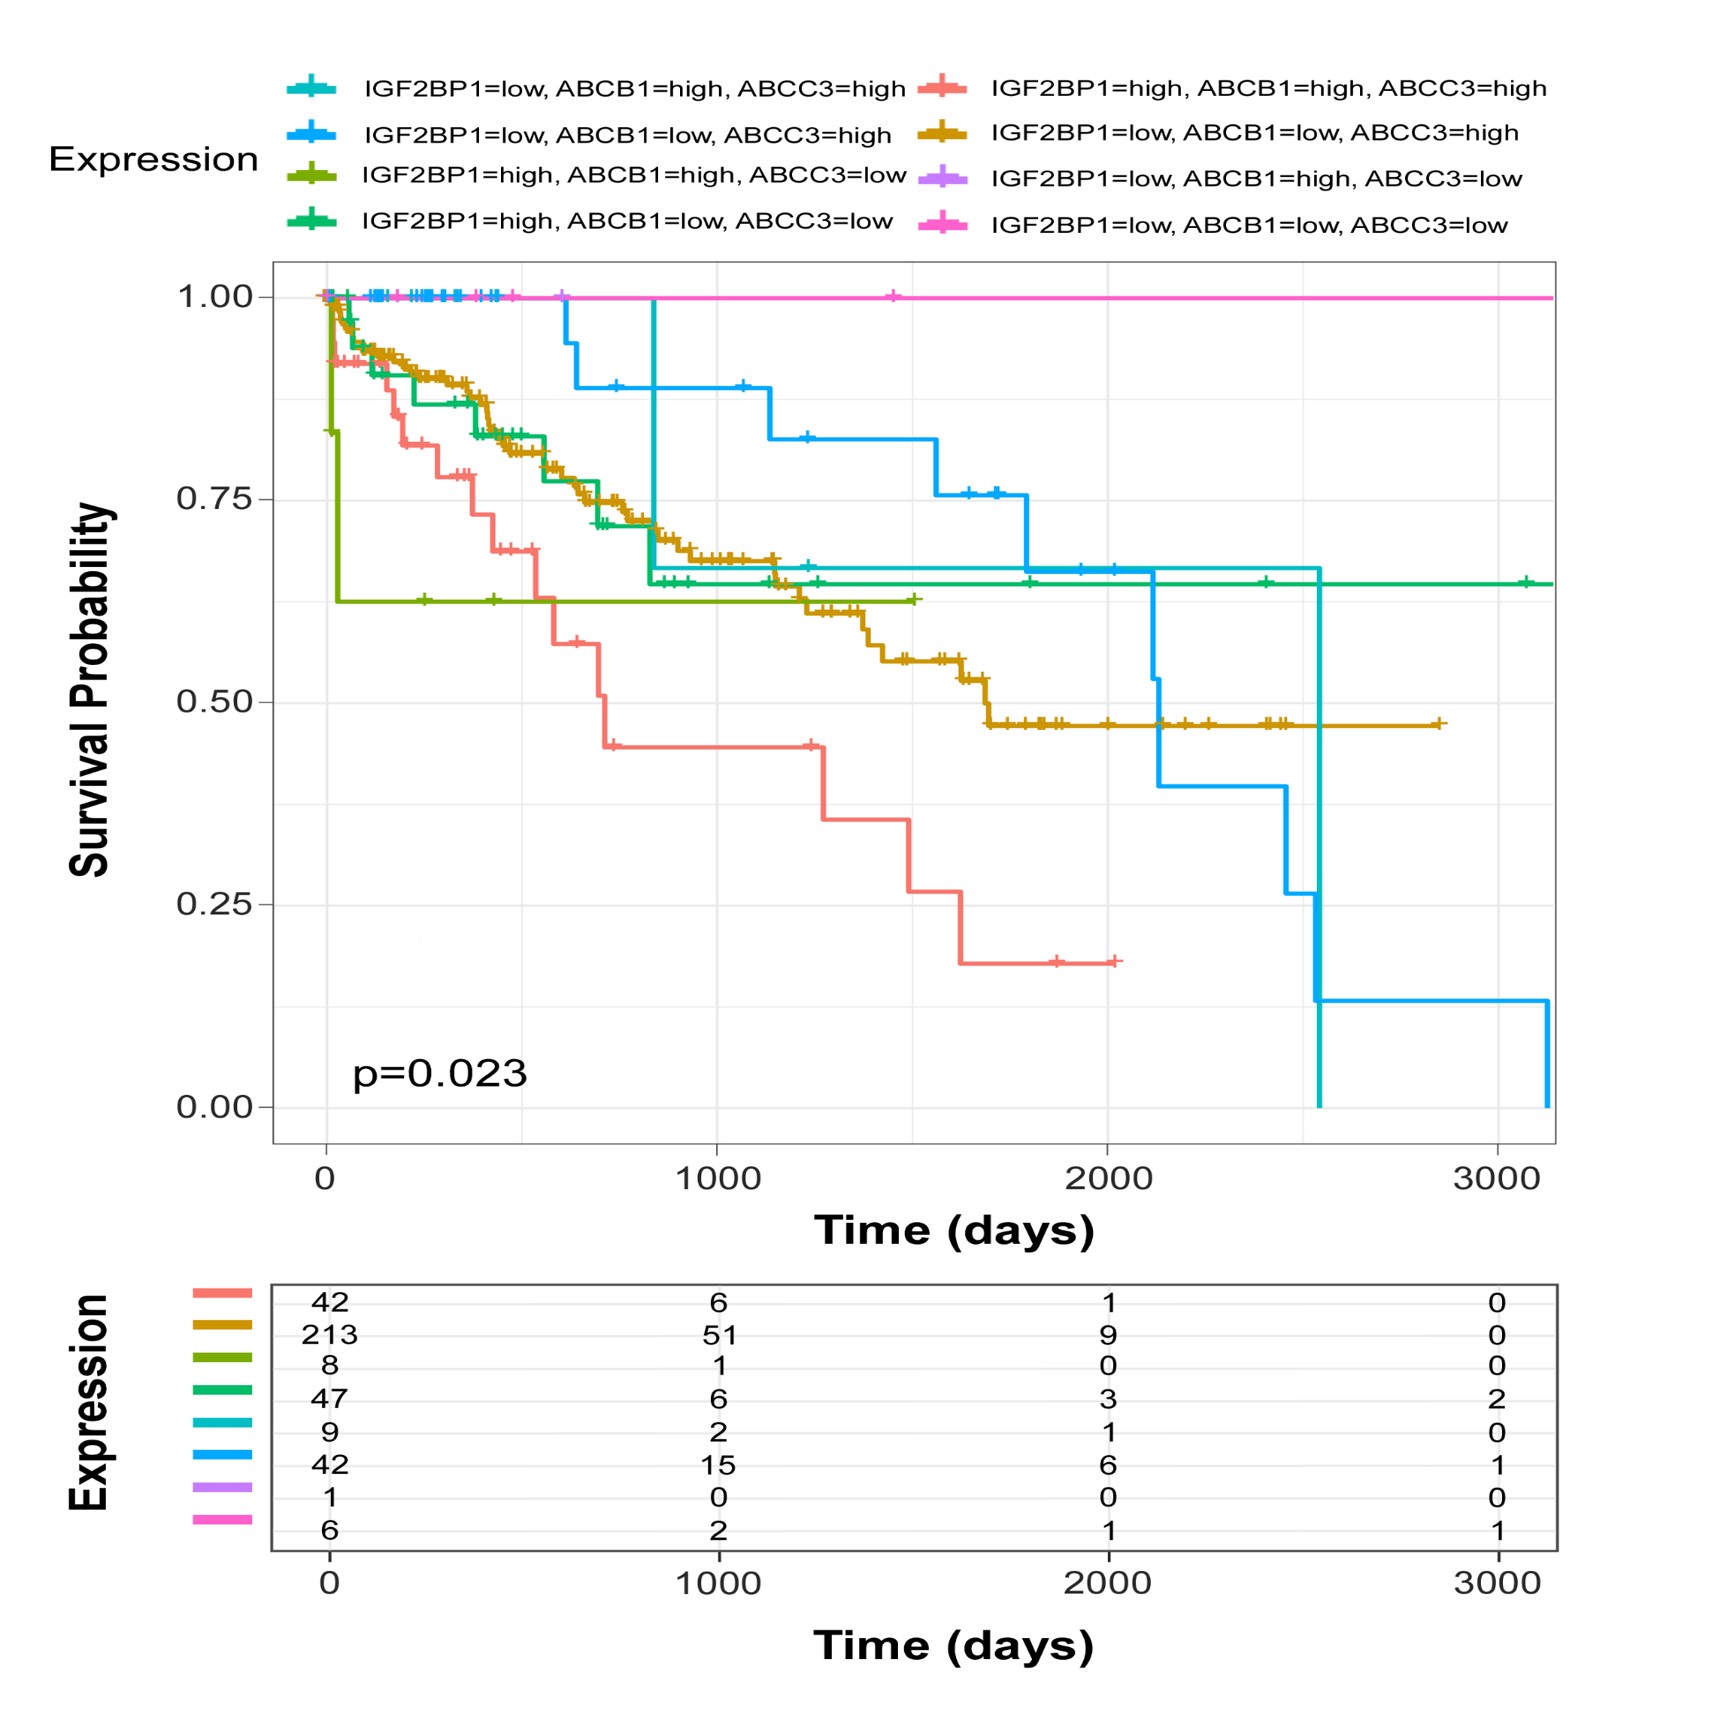 IGF2BP1=low, ABCB1=high, ABCC3=high IGF2BP1=high, ABCB1=high, ABCC3=high
IGF2BP1=low, ABCB1=low, ABCC3=high IGF2BP1=low, ABCB1=low, ABCC3=high
Expression
IGF2BP1=high, ABCB1=high, ABCC3=low IGF2BP1=low, ABCB1=high, ABCC3=low
IGF2BP1=high, ABCB1=low, ABCC3=low IGF2BP1=low, ABCB1=low, ABCC3=low
Survival Probability
1.00
0.75
0.50
0.25
0.00
p=0.023
0 1000 2000 3000
Time (days)
Expression
42 6 1 0
213 51 9 0
8 1 0 0
47 6 3 2
9 2 1 0
42 15 6 1
1 0 0 0
6 2 1 1
0 1000 2000 3000
Time (days)